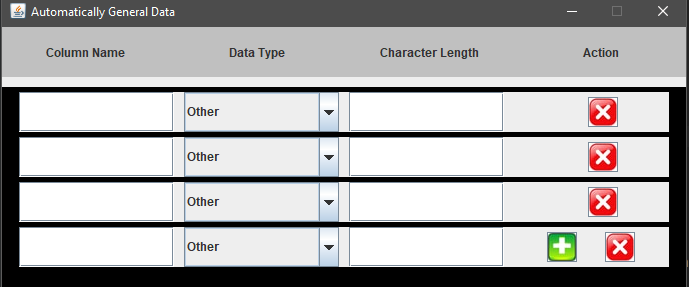 Automatically General Data
Column Name Data Type Character Length Action
Other
Other
Other
Other